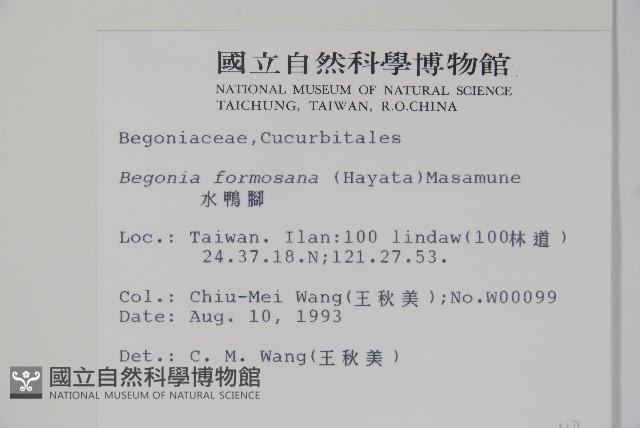 國立自然科學博物館
NATIONAL MUSEUM OF NATURAL SCIENCE
TAICHUNG, TAIWAN, R.O.CHINA
Begoniaceae,Cucurbitales
Begonia formosana (Hayata)Masamune
水鴨腳
Loc.: Taiwan. Ilan:100 lindaw(100林道)
24.37.18.N;121.27.53.
Col.: Chiu-Mei Wang(王秋美);No.W00099
Date: Aug. 10, 1993
Det.: C. M. Wang(王秋美)
國立自然科學博物館
NATIONAL MUSEUM OF NATURAL SCIENCE